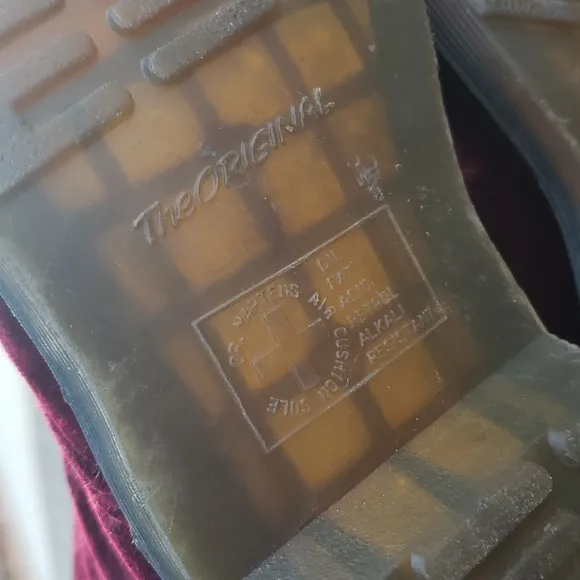 The ORIGINAL
Dr. MARTENS AIR CUSHION SOLE
OIL
FAT
ACID
PETROL
ALKALI
RESISTANT